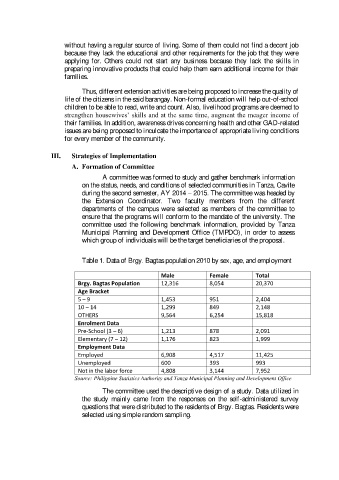 without having a regular source of living. Some of them could not find a decent job
because they lack the educational and other requirements for the job that they were
applying for. Others could not start any business because they lack the skills in
preparing innovative products that could help them earn additional income for their
families.
Thus, different extension activities are being proposed to increase the quality of
life of the citizens in the said barangay. Non-formal education will help out-of-school
children to be able to read, write and count. Also, livelihood programs are deemed to
strengthen housewives' skills and at the same time, augment the meager income of
their families. In addition, awareness drives concerning health and other GAD-related
issues are being proposed to inculcate the importance of appropriate living conditions
for every member of the community.
III. Strategies of Implementation
A. Formation of Committee
A committee was formed to study and gather benchmark information
on the status, needs, and conditions of selected communities in Tanza, Cavite
during the second semester, AY 2014 – 2015. The committee was headed by
the Extension Coordinator. Two faculty members from the different
departments of the campus were selected as members of the committee to
ensure that the programs will conform to the mandate of the university. The
committee used the following benchmark information, provided by Tanza
Municipal Planning and Development Office (TMPDO), in order to assess
which group of individuals will be the target beneficiaries of the proposal.
Table 1. Data of Brgy. Bagtas population 2010 by sex, age, and employment
Male Female Total
Brgy. Bagtas Population 12,316 8,054 20,370
Age Bracket
5 – 9 1,453 951 2,404
10 – 14 1,299 849 2,148
OTHERS 9,564 6,254 15,818
Enrolment Data
Pre-School (3 – 6) 1,213 878 2,091
Elementary (7 – 12) 1,176 823 1,999
Employment Data
Employed 6,908 4,517 11,425
Unemployed 600 393 993
Not in the labor force 4,808 3,144 7,952
Source: Philippine Statistics Authority and Tanza Municipal Planning and Development Office
The committee used the descriptive design of a study. Data utilized in
the study mainly came from the responses on the self-administered survey
questions that were distributed to the residents of Brgy. Bagtas. Residents were
selected using simple random sampling.